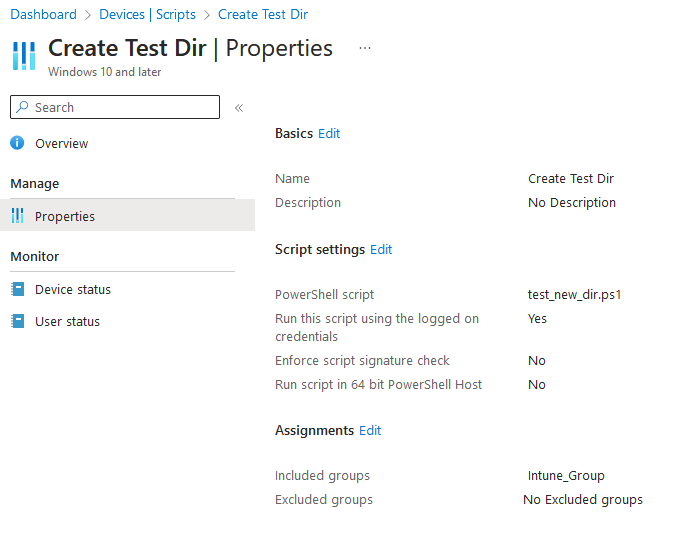 Dashboard > Devices | Scripts > Create Test Dir
Create Test Dir | Properties ...
Windows 10 and later
Search «
Overview
Manage
Properties
Monitor
Device status
User status
Basics Edit
Name Create Test Dir
Description No Description
Script settings Edit
PowerShell script test_new_dir.ps1
Run this script using the logged on Yes
credentials
Enforce script signature check No
Run script in 64 bit PowerShell Host No
Assignments Edit
Included groups Intune_Group
Excluded groups No Excluded groups